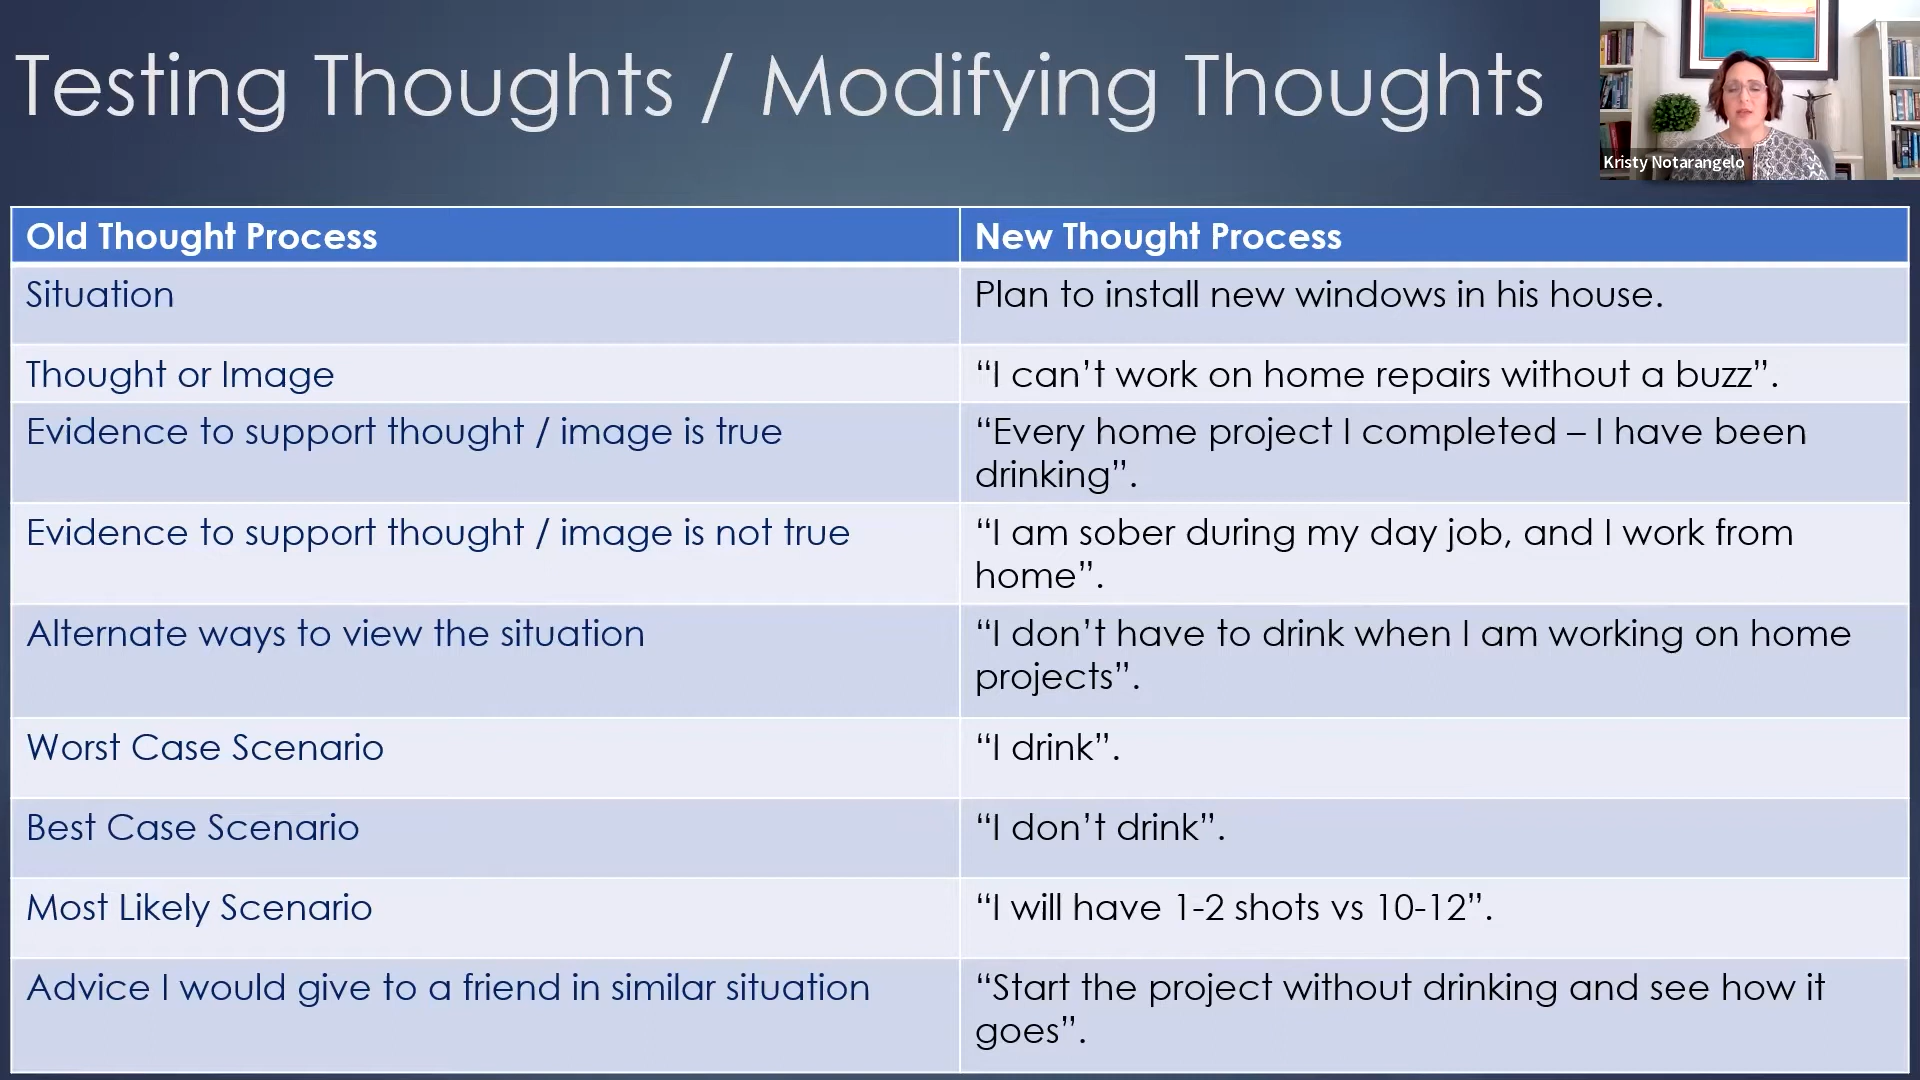 Testing Thoughts / Modifying Thoughts
Kristy Notarangelo
Old Thought Process
New Thought Process
Situation
Plan to install new windows in his house.
Thought or Image
“I can’t work on home repairs without a buzz”.
Evidence to support thought / image is true
“Every home project I completed – I have been
drinking”.
Evidence to support thought / image is not true
“I am sober during my day job, and I work from
home”.
Alternate ways to view the situation
“I don’t have to drink when I am working on home
projects”.
Worst Case Scenario
“I drink”.
Best Case Scenario
“I don’t drink”.
Most Likely Scenario
“I will have 1-2 shots vs 10-12”.
Advice I would give to a friend in similar situation
“Start the project without drinking and see how it
goes”.